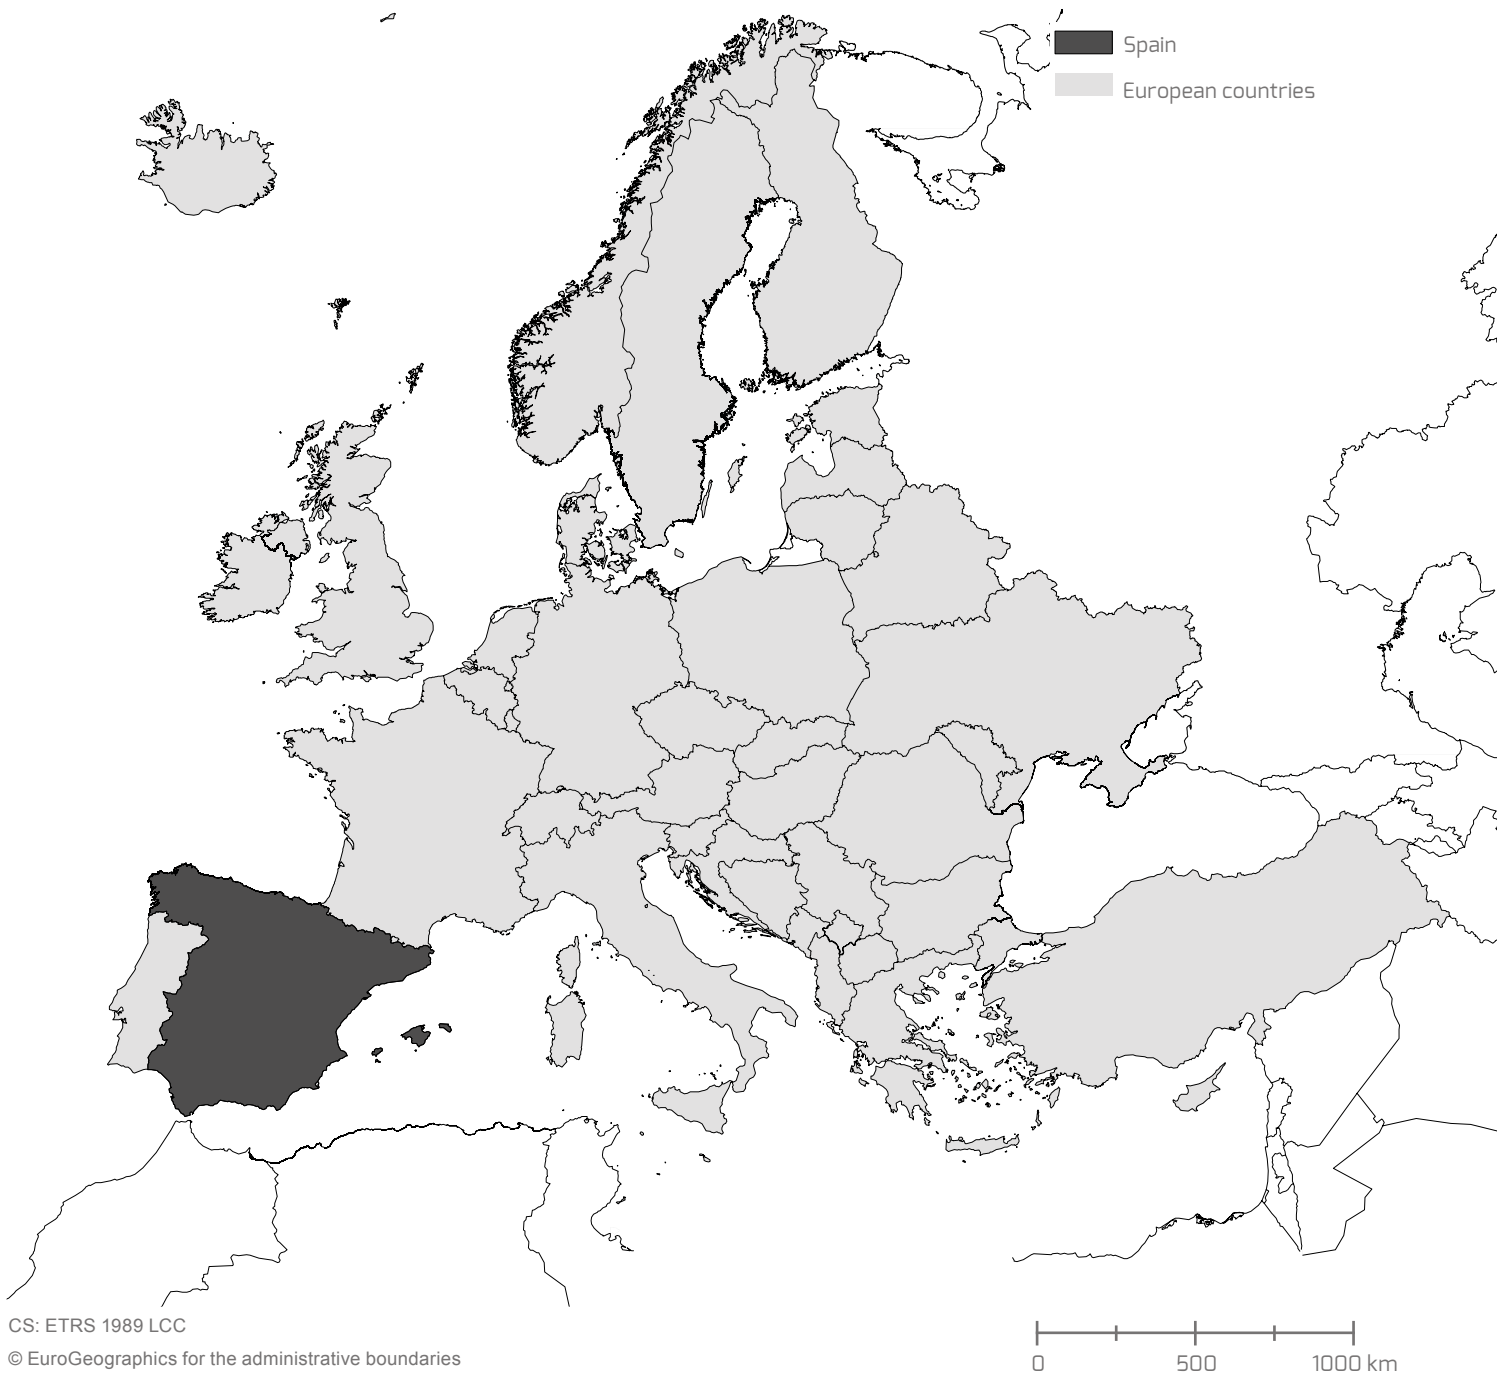 Spain
European countries
CS: ETRS 1989 LCC
© EuroGeographics for the administrative boundaries
0 500 1000 km